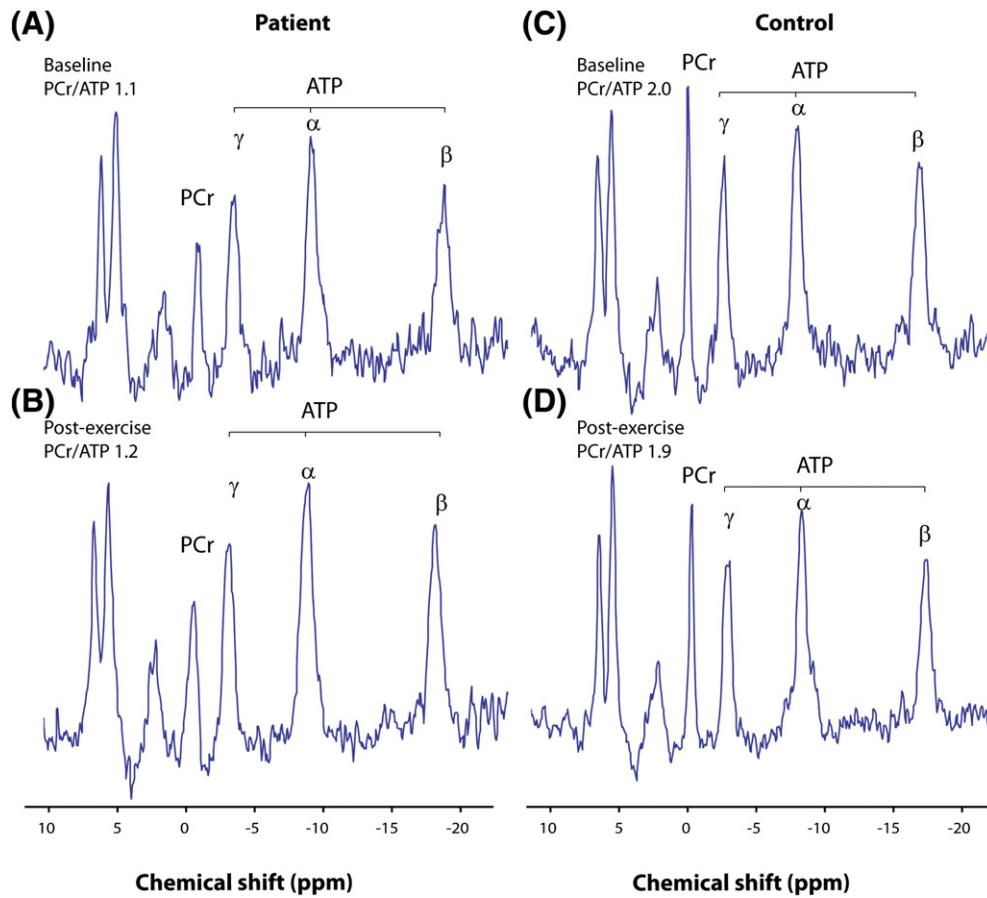 (A)
Patient
Baseline
PCr/ATP 1.1
ATP
γ
α
β
PCr
(C)
Control
Baseline
PCr/ATP 2.0
PCr
ATP
γ
α
β
(B)
Post-exercise
PCr/ATP 1.2
ATP
γ
α
β
PCr
(D)
Post-exercise
PCr/ATP 1.9
PCr
ATP
γ
α
β
10 5 0 -5 -10 -15 -20
Chemical shift (ppm)
10 5 0 -5 -10 -15 -20
Chemical shift (ppm)